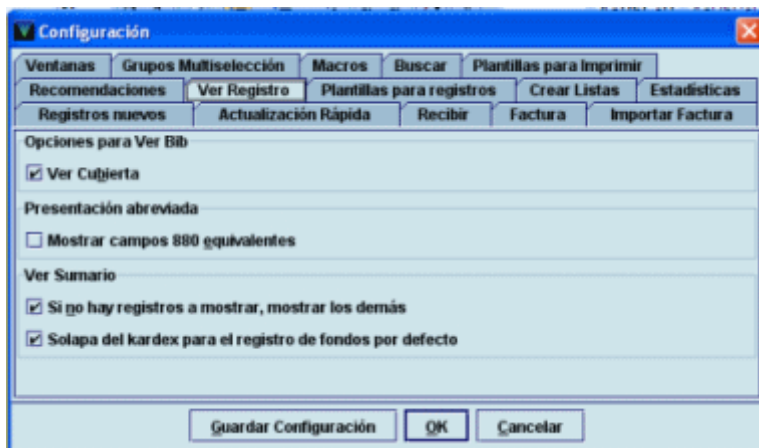 Configuración
Ventanas Grupos Multiselección Macros Buscar Plantillas para Imprimir
Recomendaciones Ver Registro Plantillas para registros Crear Listas Estadísticas
Registros nuevos Actualización Rápida Recibir Factura Importar Factura
Opciones para Ver Bib
Ver Cubierta
Presentación abreviada
Mostrar campos 880 equivalentes
Ver Sumario
Si no hay registros a mostrar, mostrar los demás
Solapa del kardex para el registro de fondos por defecto
Guardar Configuración OK Cancelar